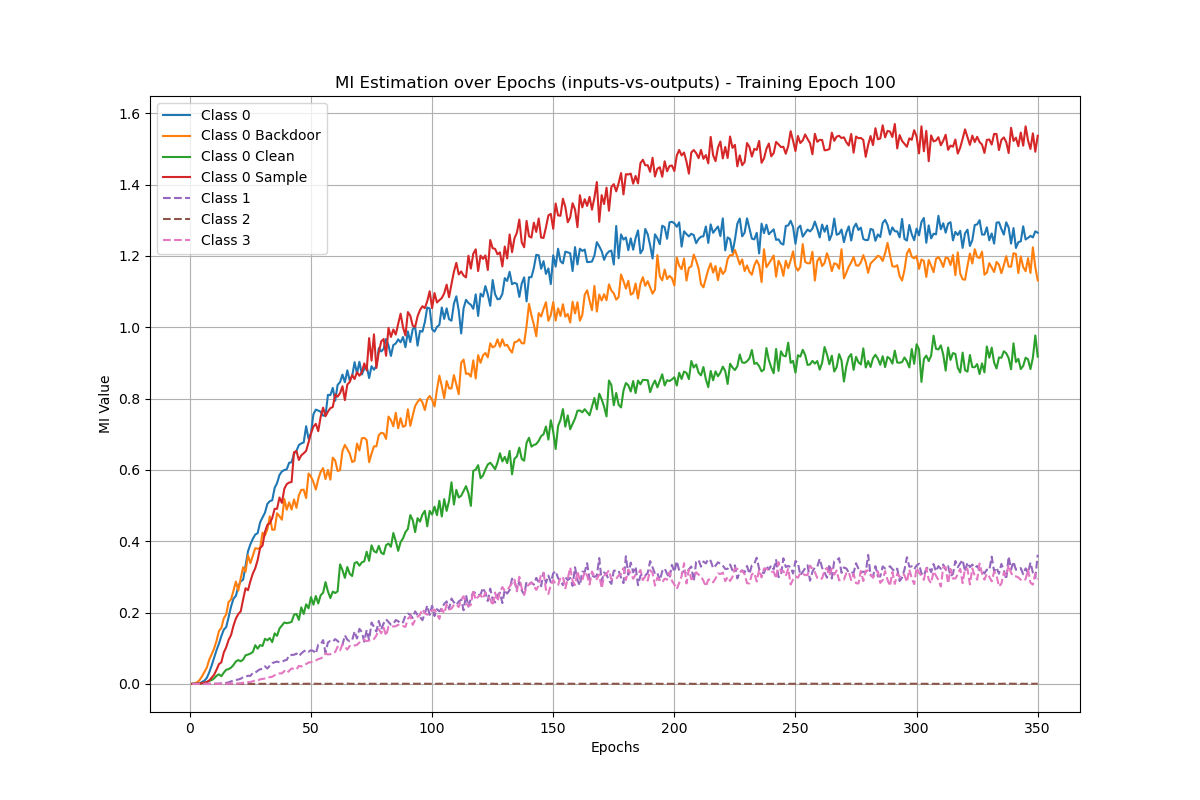 MI Estimation over Epochs (inputs-vs-outputs) - Training Epoch 100
1.6
1.4
1.2
1.0
0.8
0.6
0.4
0.2
0.0
MI Value
Class 0
Class 0 Backdoor
Class 0 Clean
Class 0 Sample
Class 1
Class 2
Class 3
0 50 100 150 200 250 300 350
Epochs